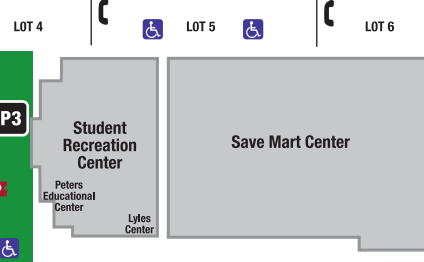 LOT 4
LOT 5
LOT 6
P3
Student
Recreation
Center
Save Mart Center
Peters
Educational
Center
Lyles
Center